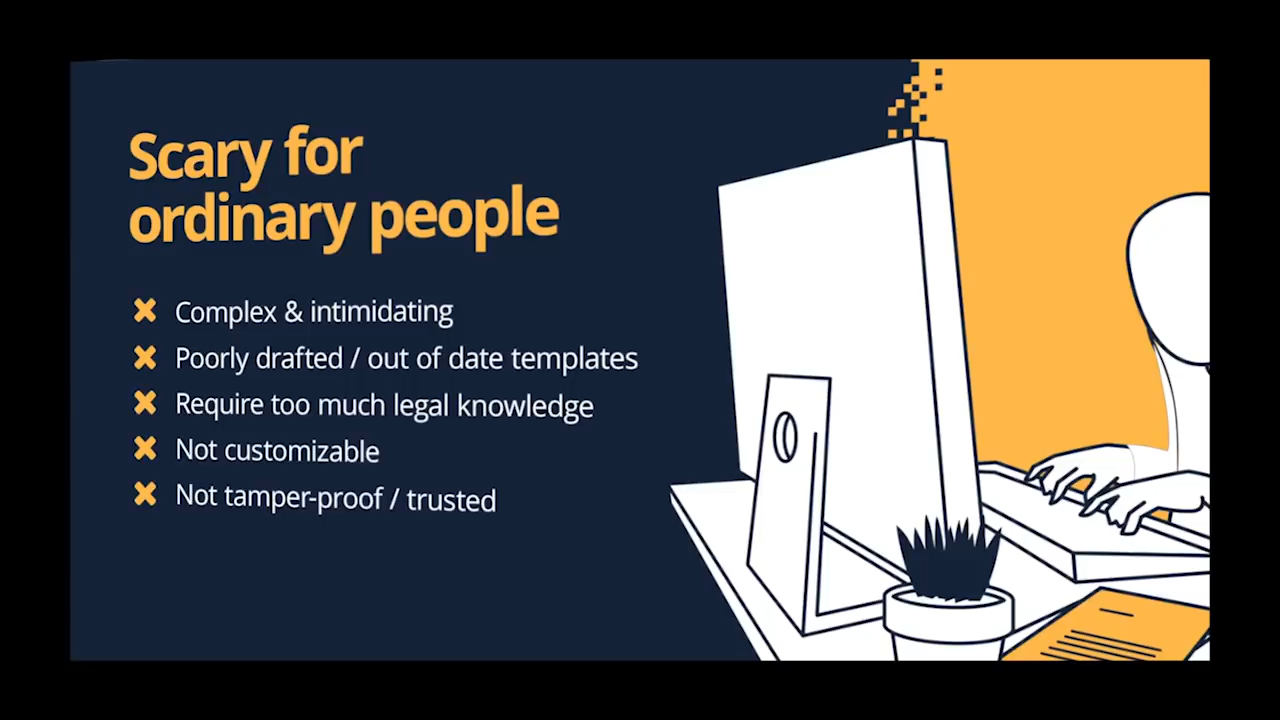 Scary for
ordinary people
Complex & intimidating
Poorly drafted / out of date templates
Require too much legal knowledge
Not customizable
Not tamper-proof / trusted